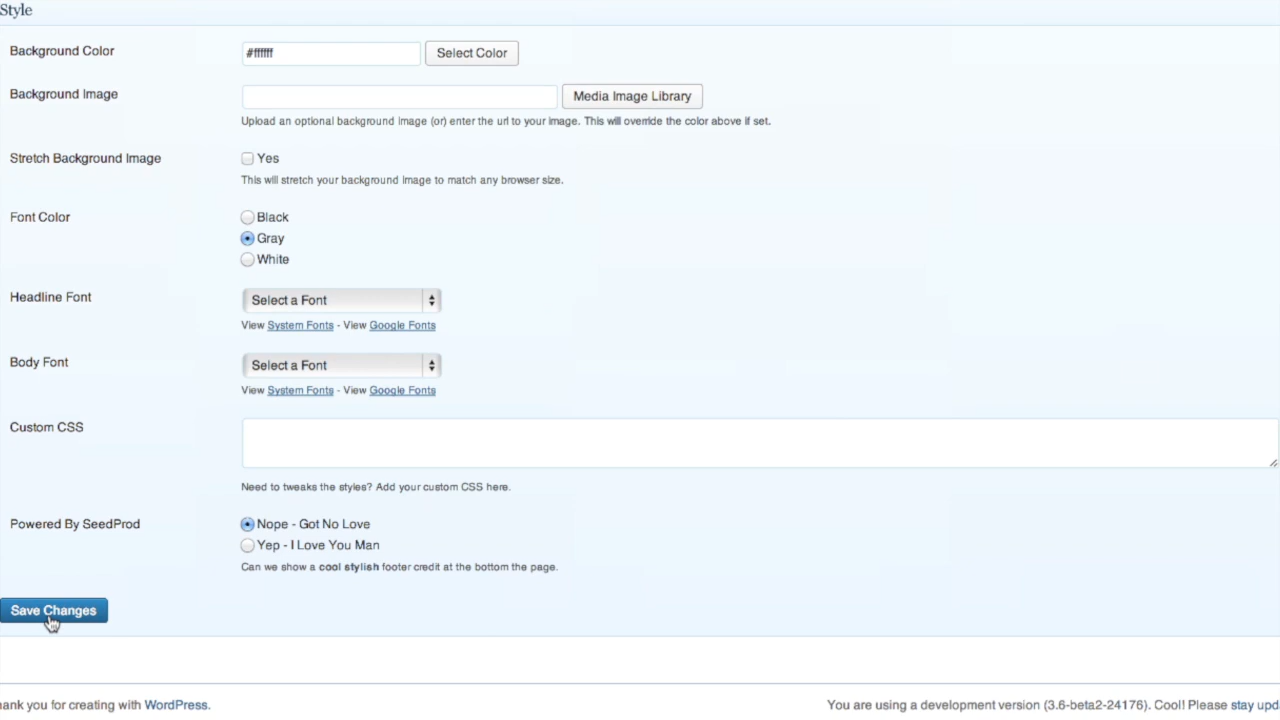 Style
Background Color
#ffffff
Select Color
Background Image
Media Image Library
Upload an optional background image (or) enter the url to your image. This will override the color above if set.
Stretch Background Image
Yes
This will stretch your background image to match any browser size.
Font Color
Black
Gray
White
Headline Font
Select a Font
View System Fonts - View Google Fonts
Body Font
Select a Font
View System Fonts - View Google Fonts
Custom CSS
Need to tweaks the styles? Add your custom CSS here.
Powered By SeedProd
Nope - Got No Love
Yep - I Love You Man
Can we show a cool stylish footer credit at the bottom the page.
Save Changes
hank you for creating with WordPress.
You are using a development version (3.6-beta2-24176). Cool! Please stay upd